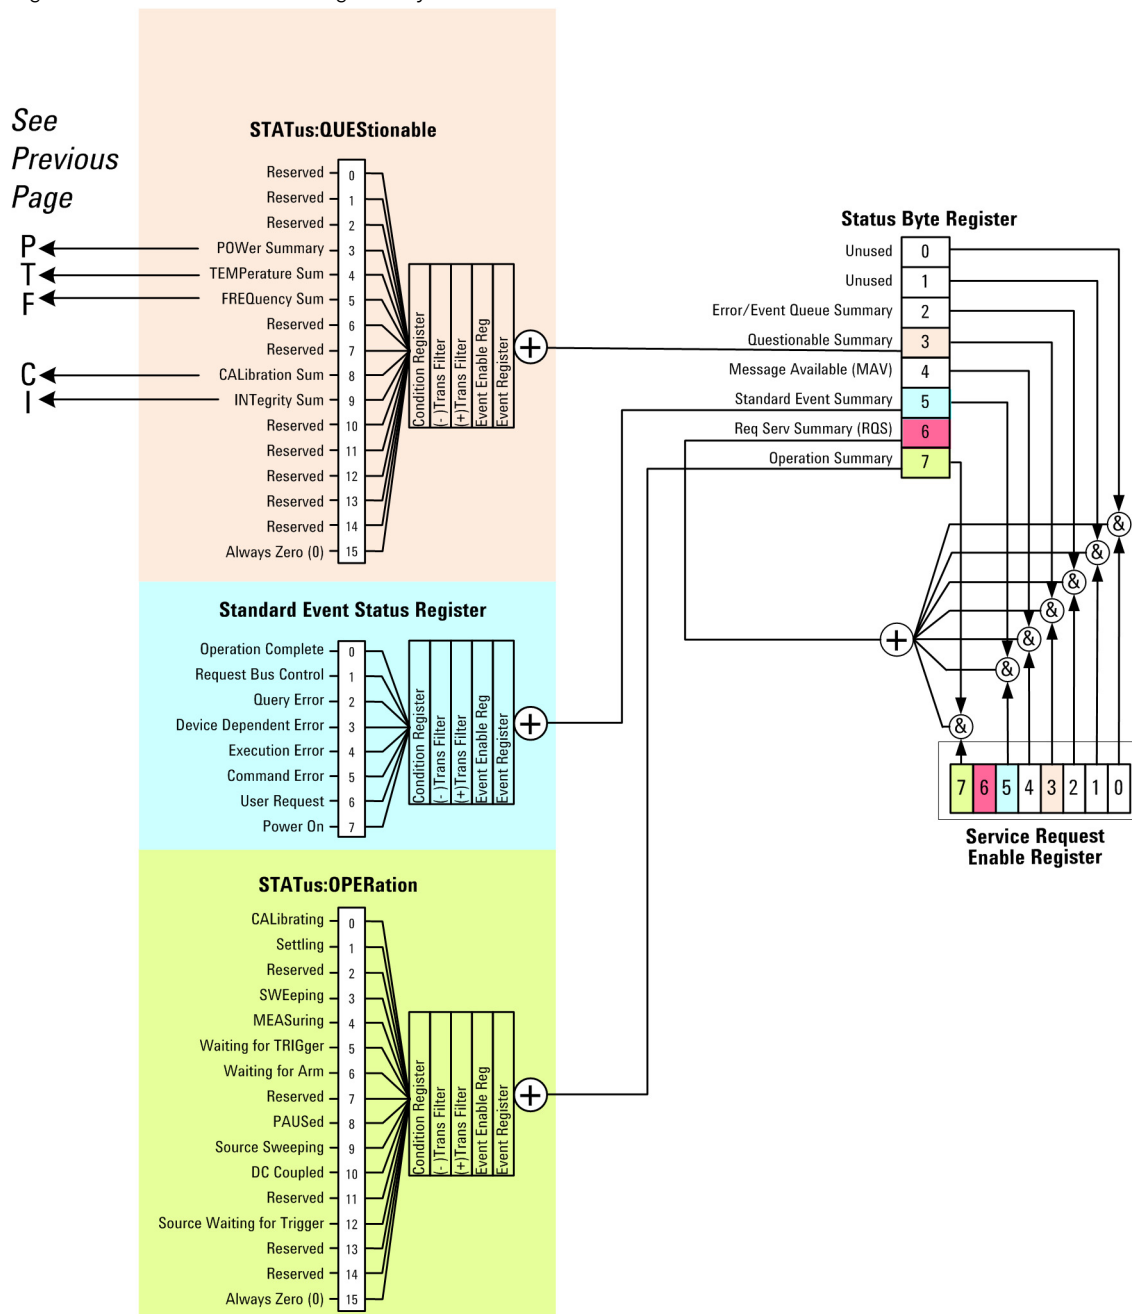 See
Previous
Page
P
T
F
C
I
STATus:QUEStionable
Reserved 0
Reserved 1
Reserved 2
POWer Summary 3
TEMPerature Sum 4
FREQuency Sum 5
Reserved 6
Reserved 7
CALibration Sum 8
INTegrity Sum 9
Reserved 10
Reserved 11
Reserved 12
Reserved 13
Reserved 14
Always Zero (0) 15
Condition Register
(-)Trans Filter
(+)Trans Filter
Event Enable Reg
Event Register
+
Standard Event Status Register
Operation Complete 0
Request Bus Control 1
Query Error 2
Device Dependent Error 3
Execution Error 4
Command Error 5
User Request 6
Power On 7
Condition Register
(-)Trans Filter
(+)Trans Filter
Event Enable Reg
Event Register
+
STATus:OPERation
CALibrating 0
Settling 1
Reserved 2
SWEeping 3
MEASuring 4
Waiting for TRIGger 5
Waiting for Arm 6
Reserved 7
PAUSed 8
Source Sweeping 9
DC Coupled 10
Reserved 11
Source Waiting for Trigger 12
Reserved 13
Reserved 14
Always Zero (0) 15
Condition Register
(-)Trans Filter
(+)Trans Filter
Event Enable Reg
Event Register
+
Status Byte Register
Unused 0
Unused 1
Error/Event Queue Summary 2
Questionable Summary 3
Message Available (MAV) 4
Standard Event Summary 5
Req Serv Summary (RQS) 6
Operation Summary 7
&
&
&
&
&
&
&
+
7 6 5 4 3 2 1 0
Service Request
Enable Register